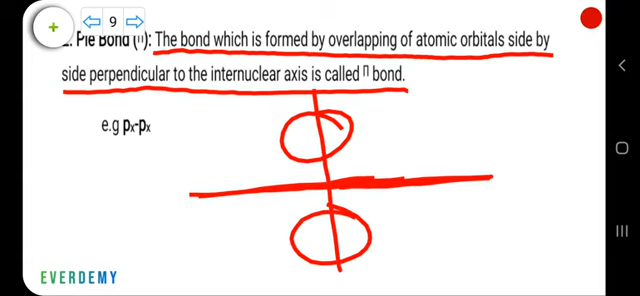 9
Pie Bond (Π): The bond which is formed by overlapping of atomic orbitals side by
side perpendicular to the internuclear axis is called Π bond.
e.g px-px
EVERDEMY